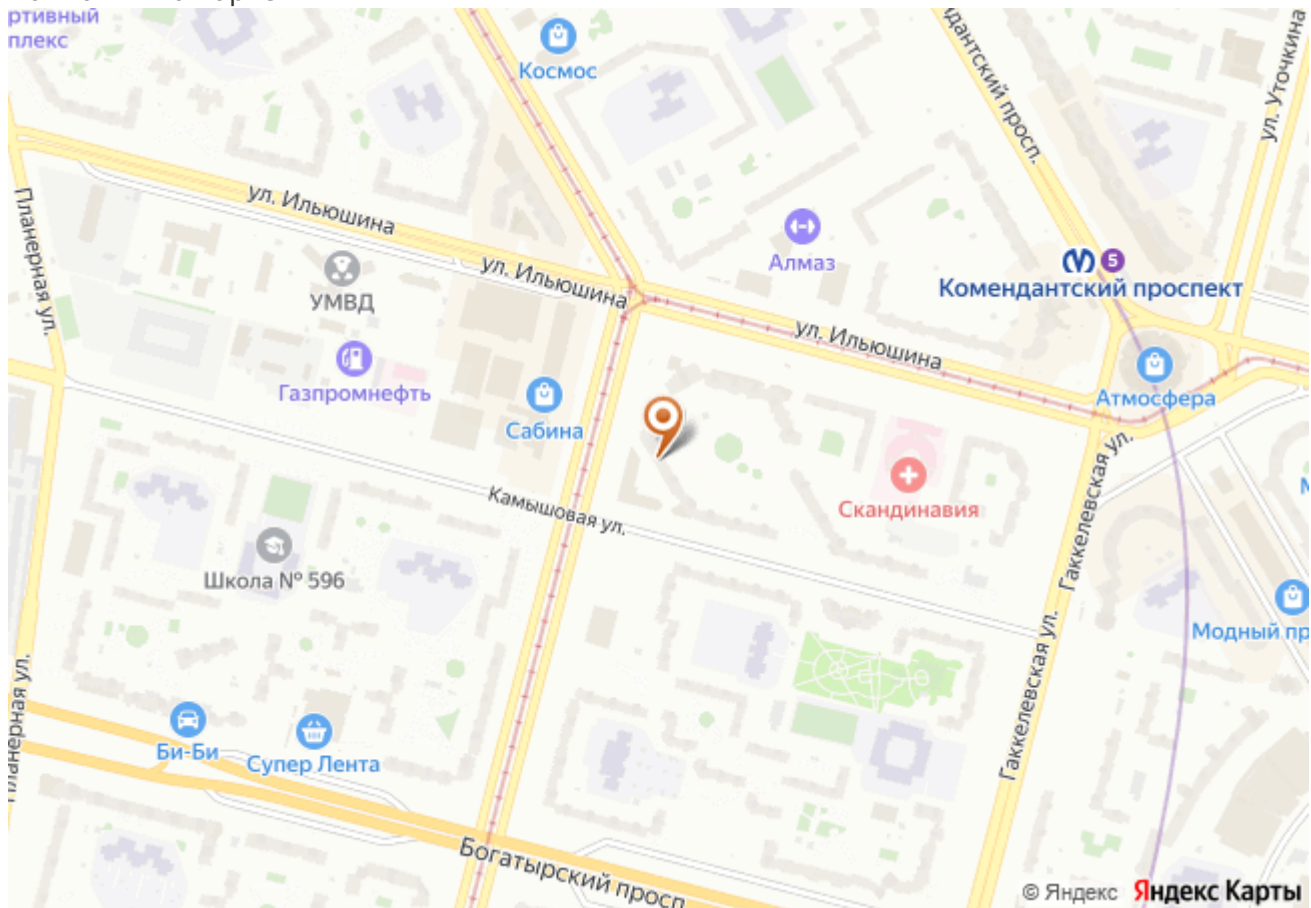 ртивный
плекс
Космос
дантский просп.
ул. Уточкина
Планерная ул.
ул. Ильюшина
ул. Ильюшина
Алмаз
5
Комендантский проспект
УМВД
ул. Ильюшина
Газпромнефть
Атмосфера
Сабина
Гаккелевская ул.
Скандинавия
Камышовая ул.
Школа № 596
Модный пр
Гаккелевская ул.
Планерная ул.
Би-Би
Супер Лента
Богатырский просп
© Яндекс Яндекс Карты